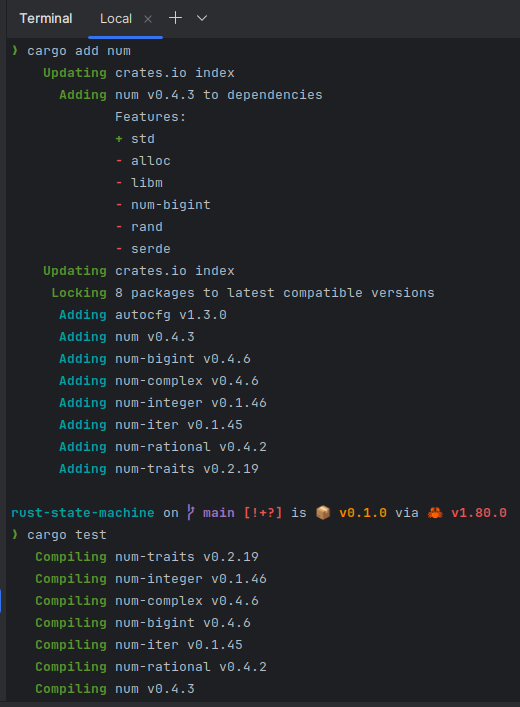 Terminal Local × +
❯ cargo add num
Updating crates.io index
Adding num v0.4.3 to dependencies
Features:
+ std
- alloc
- libm
- num-bigint
- rand
- serde
Updating crates.io index
Locking 8 packages to latest compatible versions
Adding autocfg v1.3.0
Adding num v0.4.3
Adding num-bigint v0.4.6
Adding num-complex v0.4.6
Adding num-integer v0.1.46
Adding num-iter v0.1.45
Adding num-rational v0.4.2
Adding num-traits v0.2.19
rust-state-machine on main [!+?] is 📦 v0.1.0 via 🦀 v1.80.0
❯ cargo test
Compiling num-traits v0.2.19
Compiling num-integer v0.1.46
Compiling num-complex v0.4.6
Compiling num-bigint v0.4.6
Compiling num-iter v0.1.45
Compiling num-rational v0.4.2
Compiling num v0.4.3